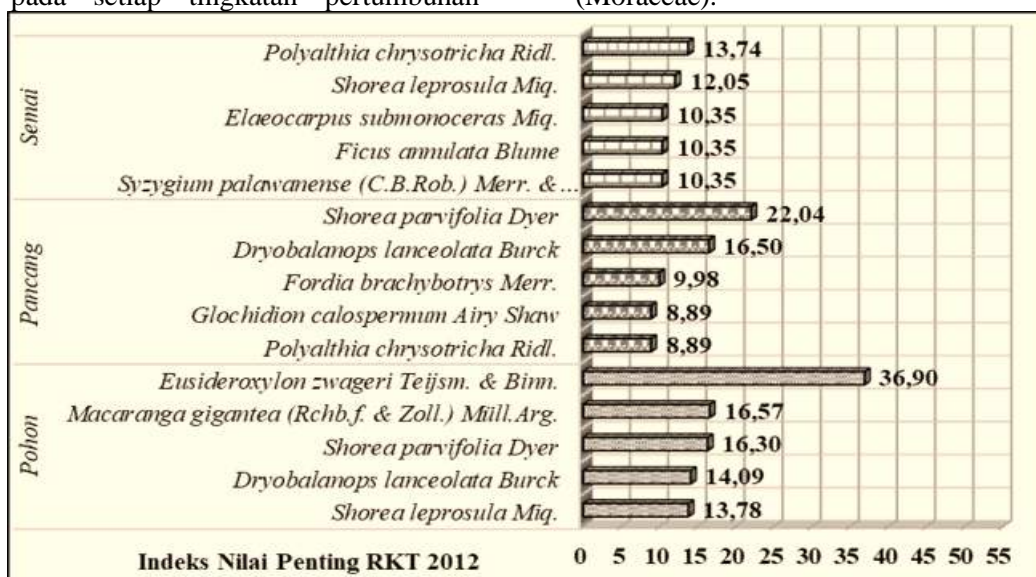 pada setiap tingkatan pertumbuhan (Moraceae).
Semai
Polyalthia chrysotricha Ridl. 13,74
Shorea leprosula Miq. 12,05
Elaeocarpus submonoceras Miq. 10,35
Ficus annulata Blume 10,35
Syzygium palawanense (C.B.Rob.) Merr. &... 10,35
Pancang
Shorea parvifolia Dyer 22,04
Dryobalanops lanceolata Burck 16,50
Fordia brachybotrys Merr. 9,98
Glochidion calospermum Airy Shaw 8,89
Polyalthia chrysotricha Ridl. 8,89
Pohon
Eusideroxylon zwageri Teijsm. & Binn. 36,90
Macaranga gigantea (Rchb.f. & Zoll.) Müll.Arg. 16,57
Shorea parvifolia Dyer 16,30
Dryobalanops lanceolata Burck 14,09
Shorea leprosula Miq. 13,78
Indeks Nilai Penting RKT 2012 0 5 10 15 20 25 30 35 40 45 50 55